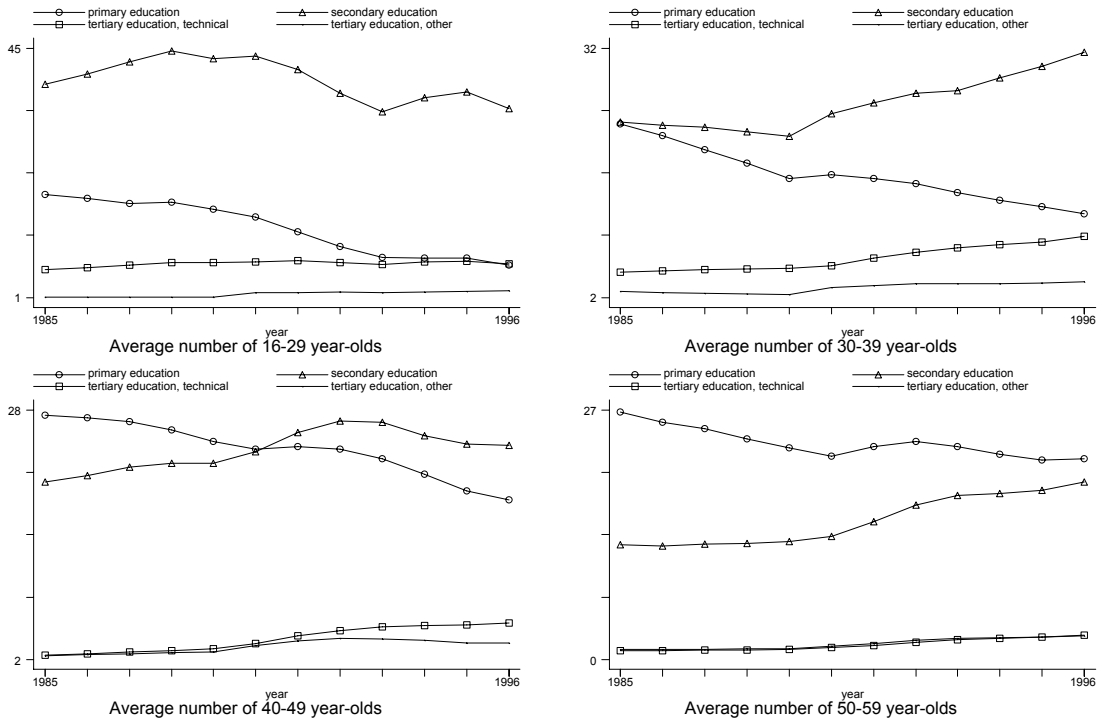 primary education secondary education
tertiary education, technical tertiary education, other
45
1
1985 1996
year
Average number of 16-29 year-olds
primary education secondary education
tertiary education, technical tertiary education, other
32
2
1985 1996
year
Average number of 30-39 year-olds
primary education secondary education
tertiary education, technical tertiary education, other
28
2
1985 1996
year
Average number of 40-49 year-olds
primary education secondary education
tertiary education, technical tertiary education, other
27
0
1985 1996
year
Average number of 50-59 year-olds